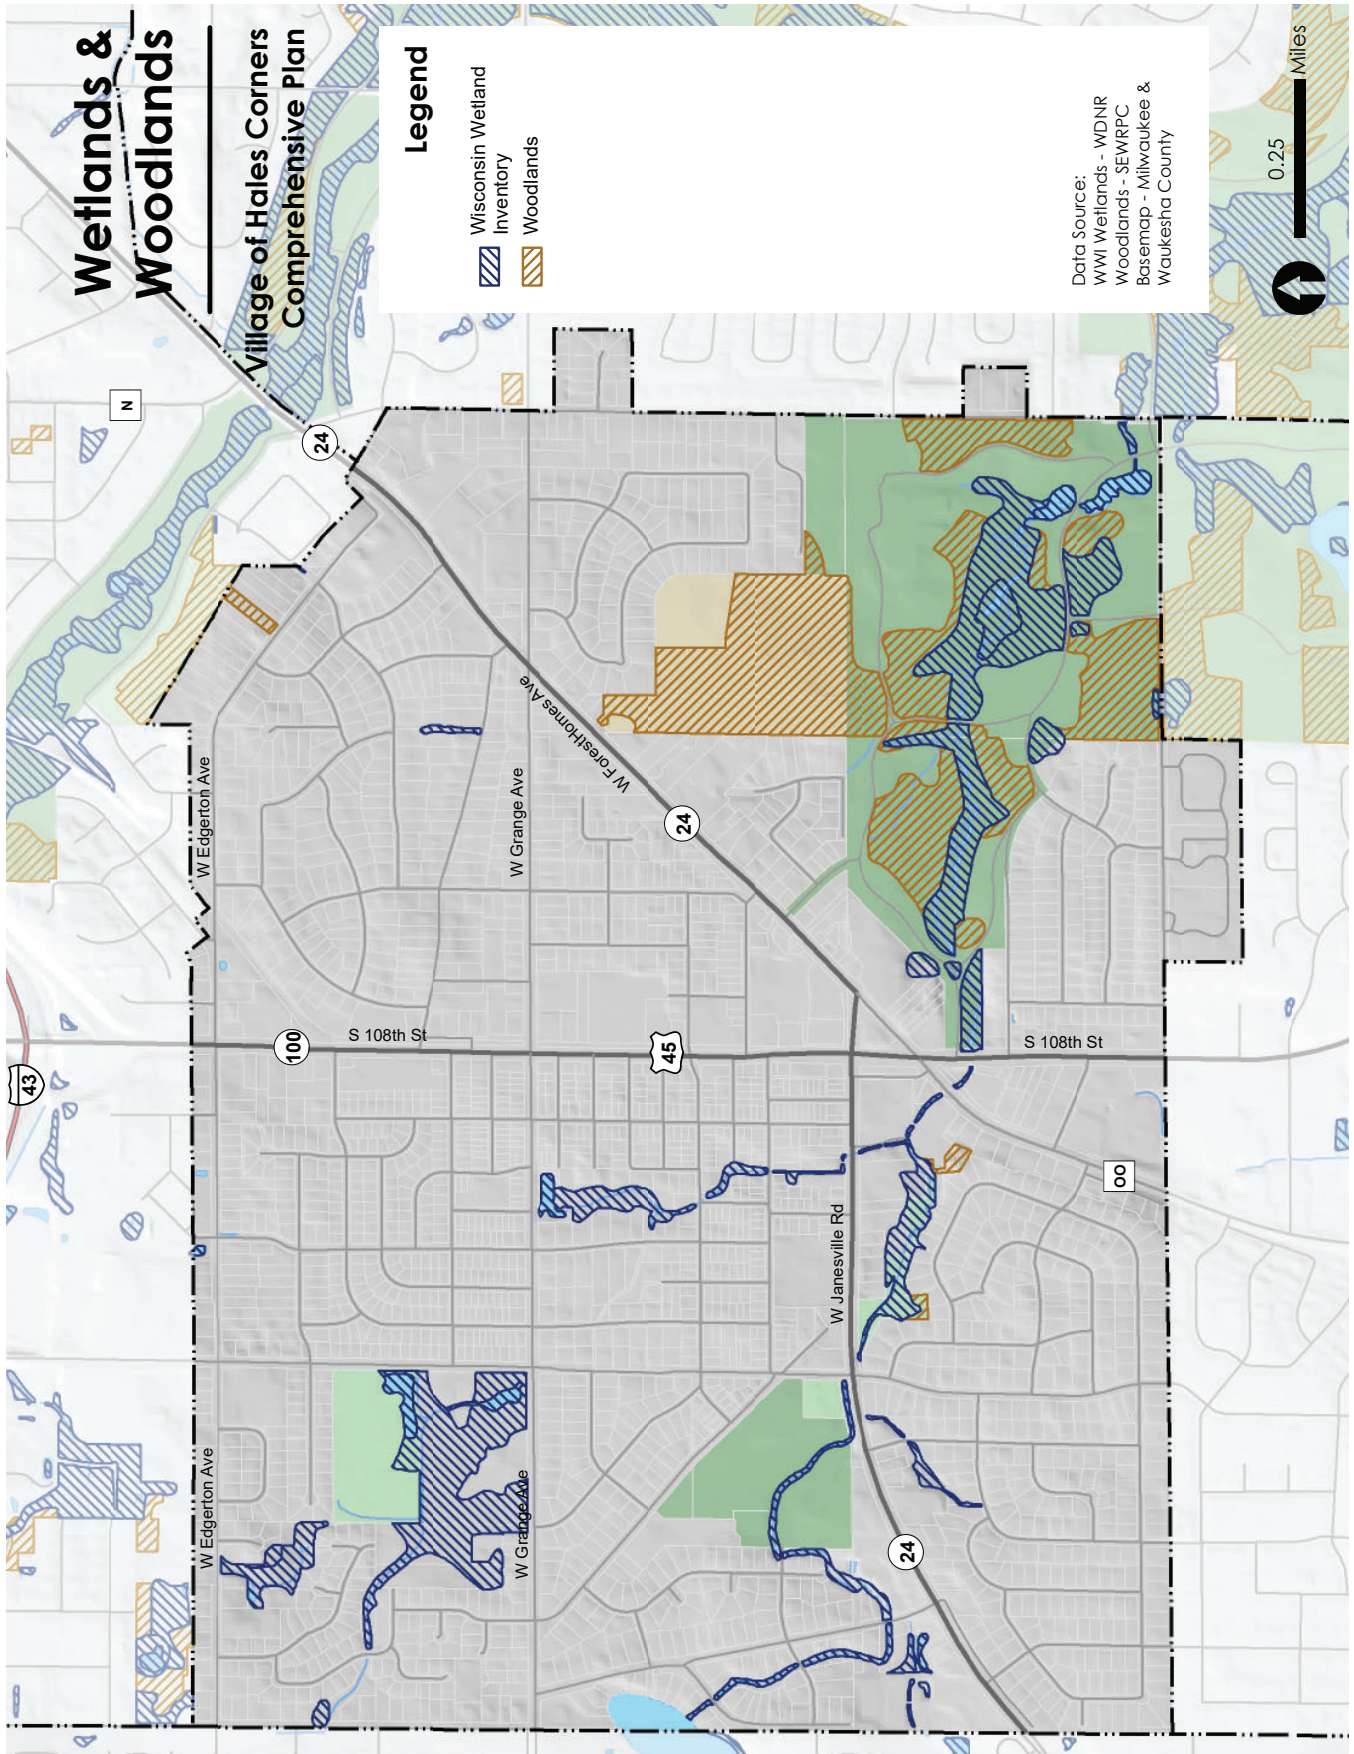 Wetlands &
Woodlands
Village of Hales Corners
Comprehensive Plan
Legend
Wisconsin Wetland
Inventory
Woodlands
Data Source:
WWI Wetlands - WDNR
Woodlands - SEWRPC
Basemap - Milwaukee &
Waukesha County
0.25
Miles
N
24
W Edgerton Ave
W Grange Ave
W ForestHomes Ave
24
43
100
S 108th St
45
S 108th St
OO
W Janesville Rd
W Edgerton Ave
W Grange Ave
24